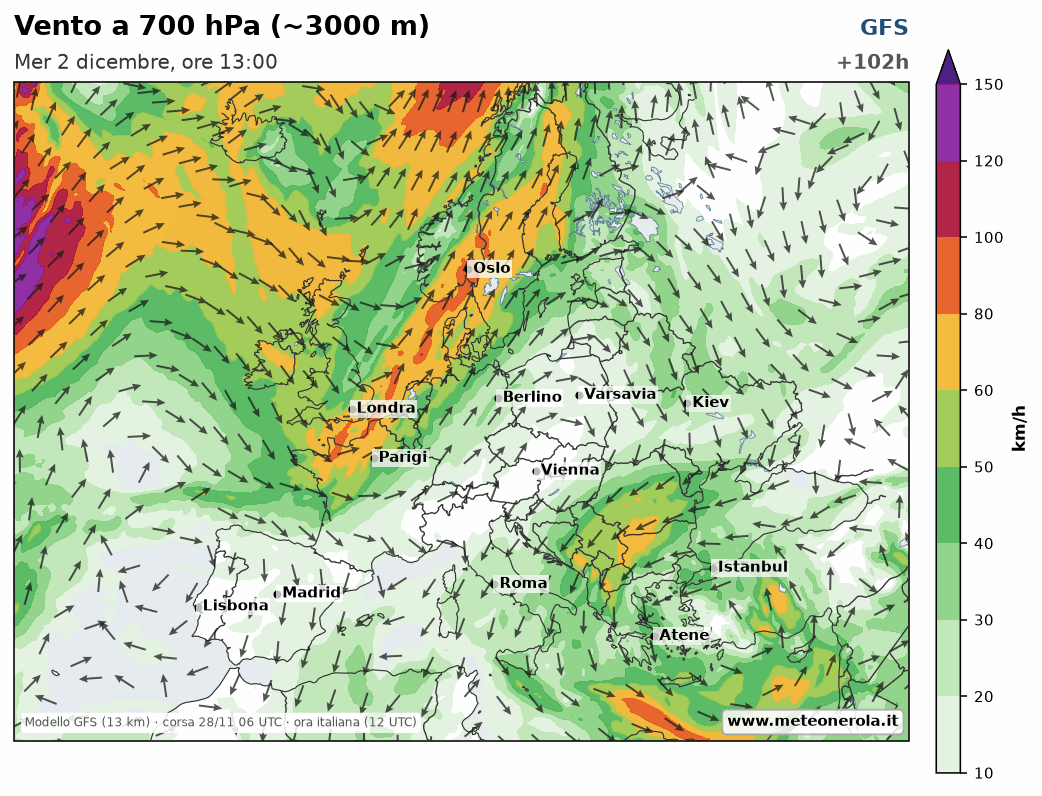 Vento a 700 hPa (~3000 m)
GFS
Mer 2 dicembre, ore 13:00
+102h
150
120
100
80
60
50
40
30
20
10
km/h
Oslo
Londra
Berlino
Varsavia
Kiev
Parigi
Vienna
Istanbul
Roma
Madrid
Lisbona
Atene
Modello GFS (13 km) · corsa 28/11 06 UTC · ora italiana (12 UTC)
www.meteonerola.it